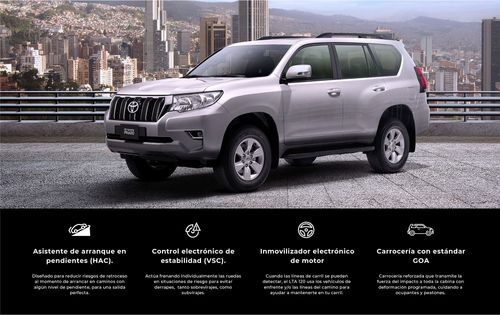 PRADO
Asistente de arranque en
pendientes (HAC).
Diseñado para reducir riesgos de retroceso
al momento de arrancar en caminos con
algún nivel de pendiente, para una salida
perfecta.
Control electrónico de
estabilidad (VSC).
Actúa frenando individualmente las ruedas
en situaciones de riesgo para evitar
derrapes, tanto sobreviajes, como
subvirajes.
Inmovilizador electrónico
de motor
Cuando las líneas de carril se pueden
detectar, el LTA 120 usa los vehículos de
enfrente y/o las líneas del camino para
ayudar a mantenerte en tu carril.
Carrocería con estándar
GOA
Carrocería reforzada que transmite la
fuerza del impacto a toda la cabina con
deformación programada, cuidando a
ocupantes y peatones.